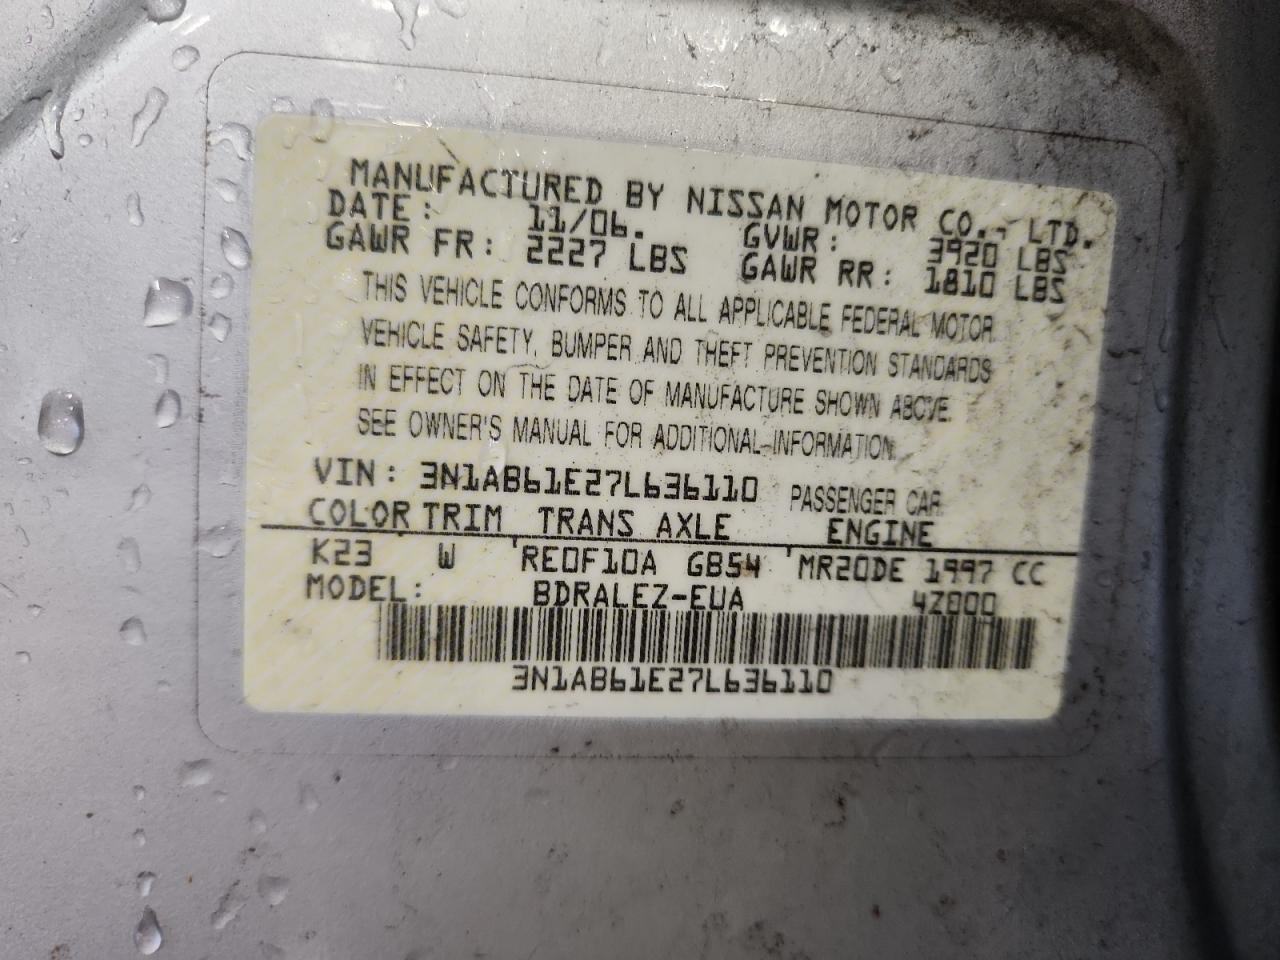 MANUFACTURED BY NISSAN MOTOR CO., LTD.
DATE: 11/06. GVWR: 3920 LBS
GAWR FR: 2227 LBS GAWR RR: 1810 LBS
THIS VEHICLE CONFORMS TO ALL APPLICABLE FEDERAL MOTOR
VEHICLE SAFETY, BUMPER AND THEFT PREVENTION STANDARDS
IN EFFECT ON THE DATE OF MANUFACTURE SHOWN ABOVE.
SEE OWNER'S MANUAL FOR ADDITIONAL INFORMATION.
VIN: 3N1AB61E27L636110 PASSENGER CAR
COLOR TRIM TRANS AXLE ENGINE
K23 W RE0F10A GB54 MR20DE 1997 CC
MODEL: BDRALEZ-EUA 4Z000
3N1AB61E27L636110